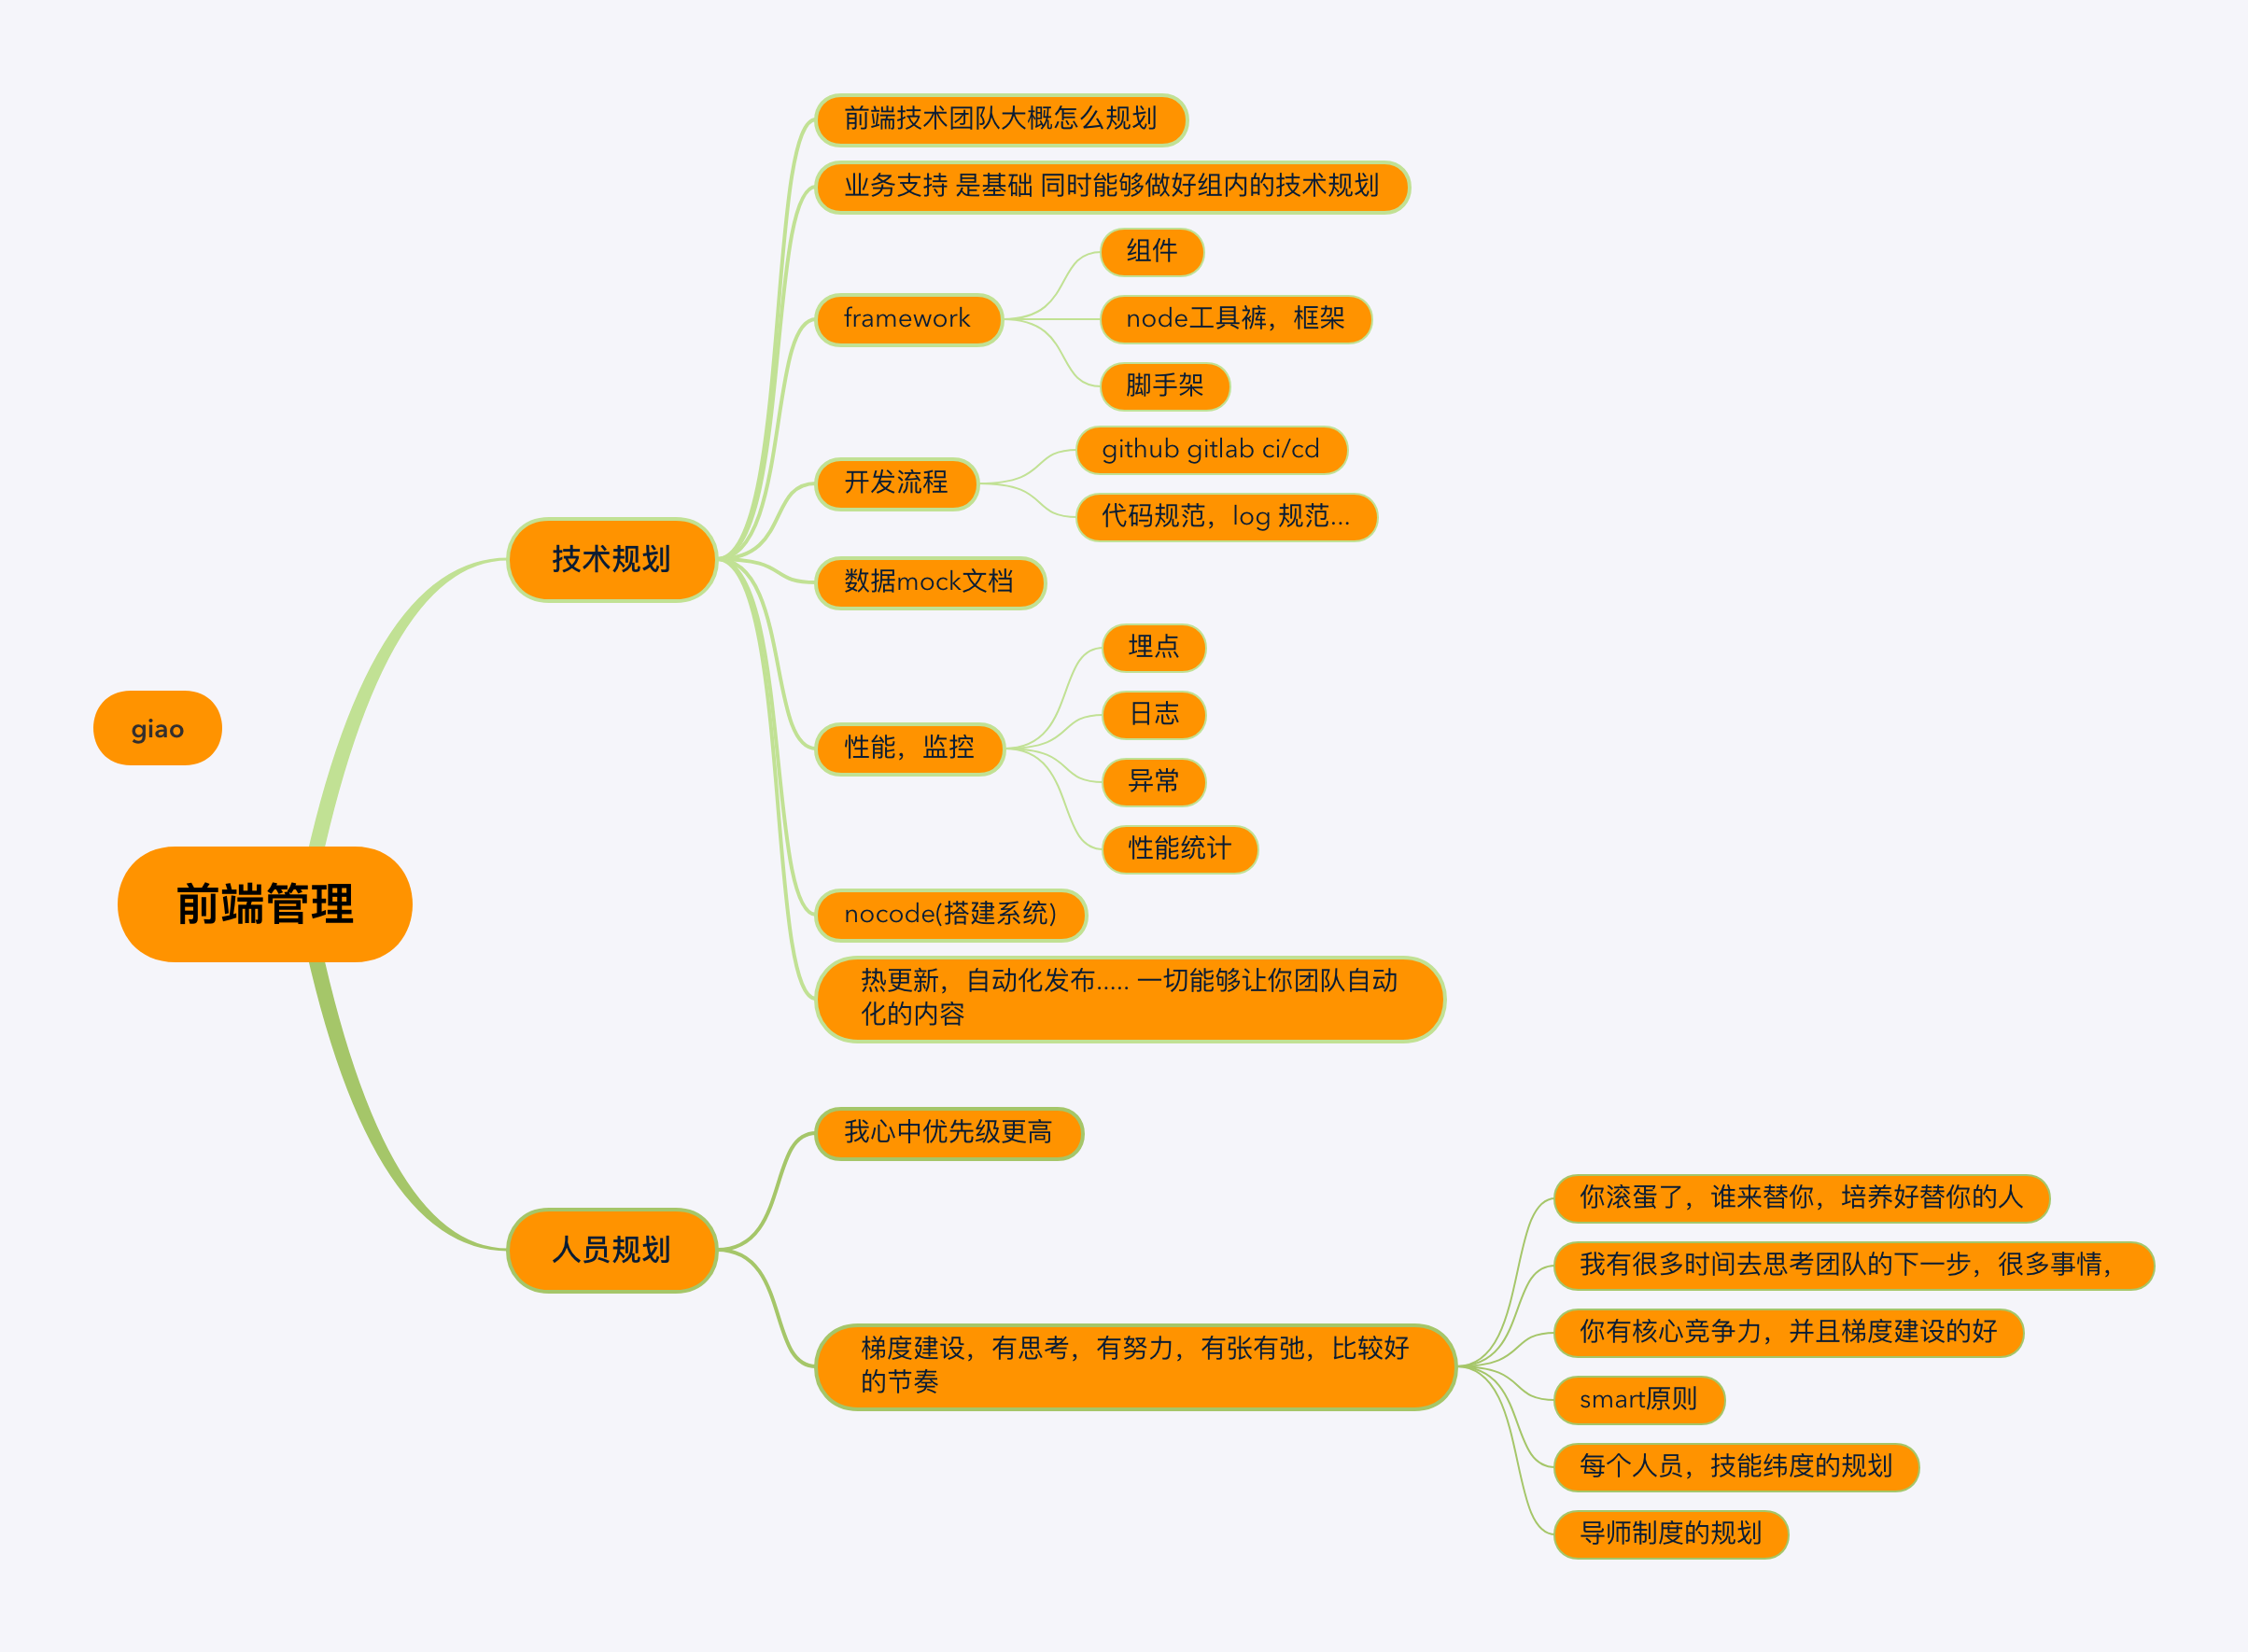 前端技术团队大概怎么规划
业务支持 是基础 同时能够做好组内的技术规划
组件
framework
node工具裤，框架
脚手架
github gitlab ci/cd
开发流程
代码规范，log 规范...
技术规划
数据mock文档
埋点
日志
giao
性能，监控
异常
性能统计
前端管理
nocode(搭建系统)
热更新，自动化发布..... 一切能够让你团队自动
化的内容
我心中优先级更高
你滚蛋了，谁来替你，培养好替你的人
人员规划
我有很多时间去思考团队的下一步，很多事情，
你有核心竞争力，并且梯度建设的好
梯度建设，有思考，有努力，有张有弛，比较好
的节奏
smart原则
每个人员，技能纬度的规划
导师制度的规划